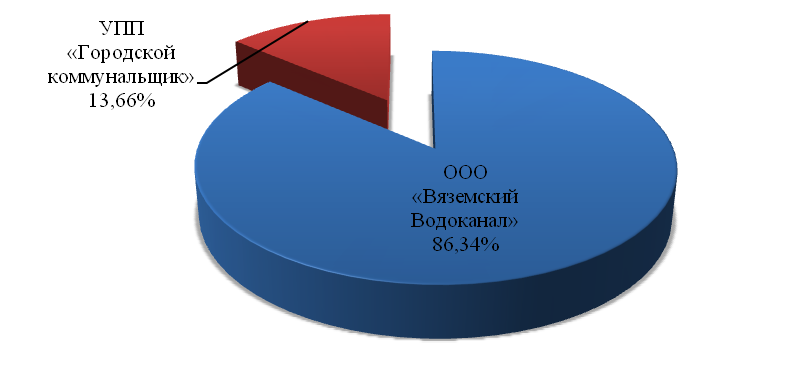 УПП
«Городской
коммунальщик»
13,66%
ООО
«Вяземский
Водоканал»
86,34%